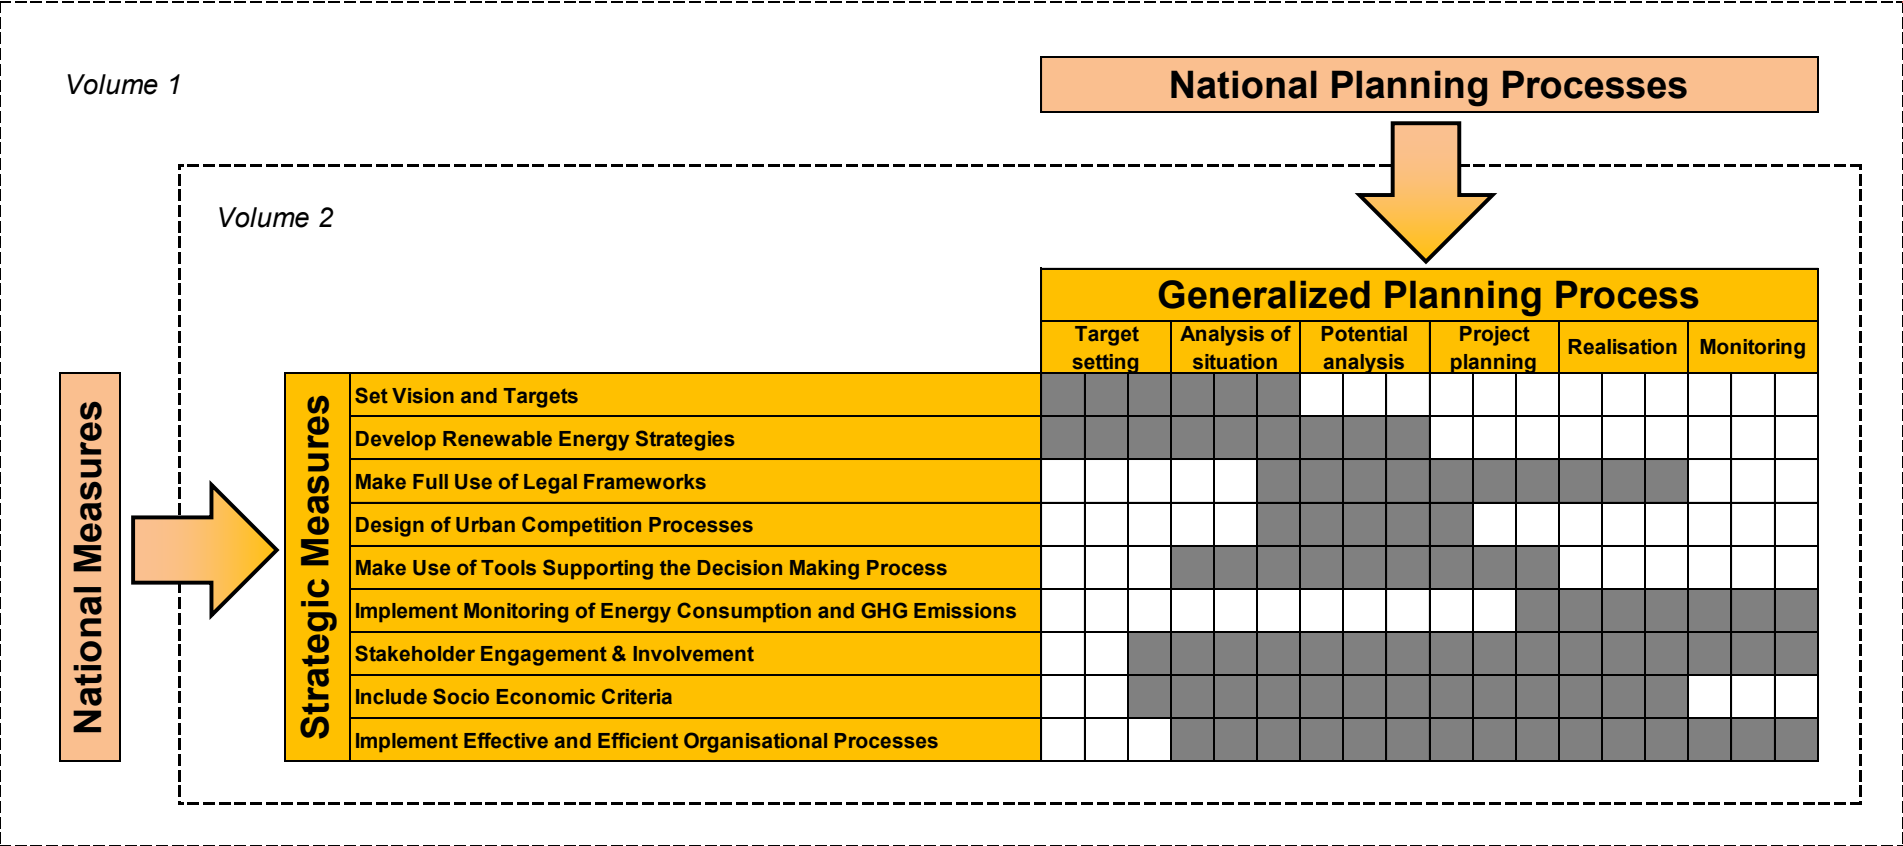 Volume 1
National Planning Processes
Volume 2
Generalized Planning Process
Target setting
Analysis of situation
Potential analysis
Project planning
Realisation
Monitoring
National Measures
Strategic Measures
Set Vision and Targets
Develop Renewable Energy Strategies
Make Full Use of Legal Frameworks
Design of Urban Competition Processes
Make Use of Tools Supporting the Decision Making Process
Implement Monitoring of Energy Consumption and GHG Emissions
Stakeholder Engagement & Involvement
Include Socio Economic Criteria
Implement Effective and Efficient Organisational Processes